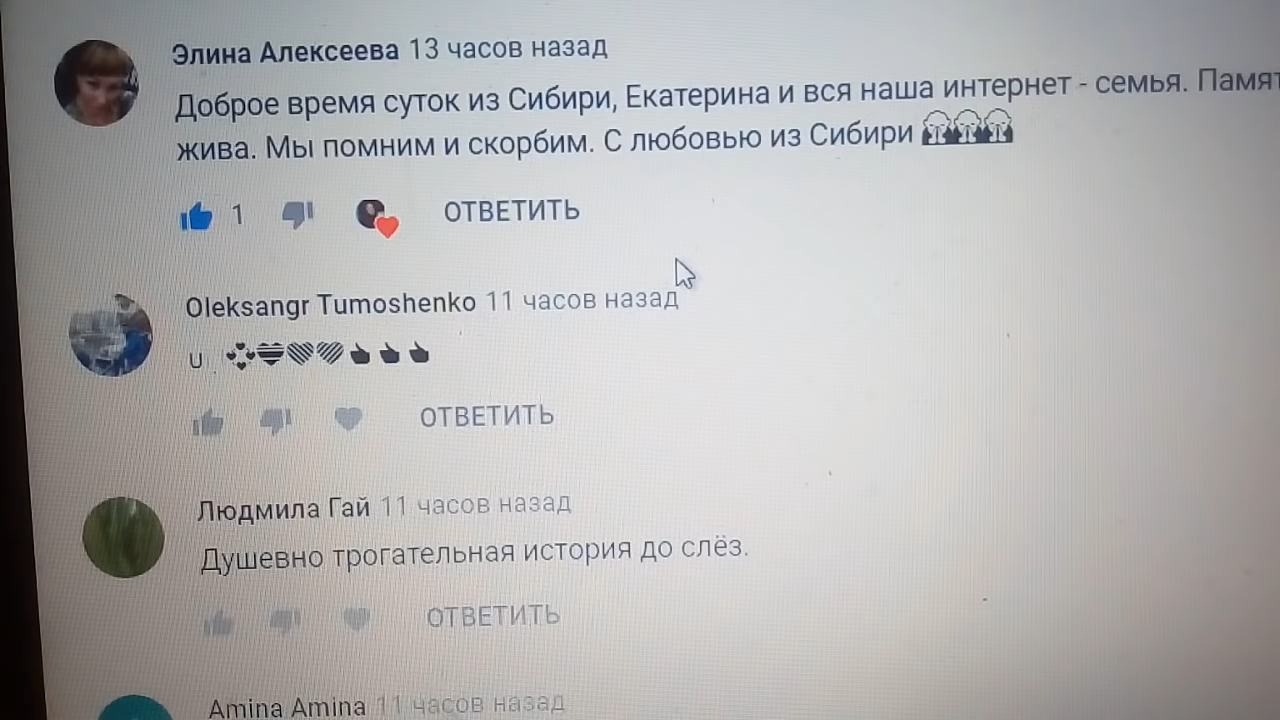 Элина Алексеева 13 часов назад
Доброе время суток из Сибири, Екатерина и вся наша интернет - семья. Памят
жива. Мы помним и скорбим. С любовью из Сибири
1 ОТВЕТИТЬ
Oleksangr Tumoshenko 11 часов назад
ОТВЕТИТЬ
Людмила Гай 11 часов назад
Душевно трогательная история до слёз.
ОТВЕТИТЬ
Amina Amina 11 часов назад